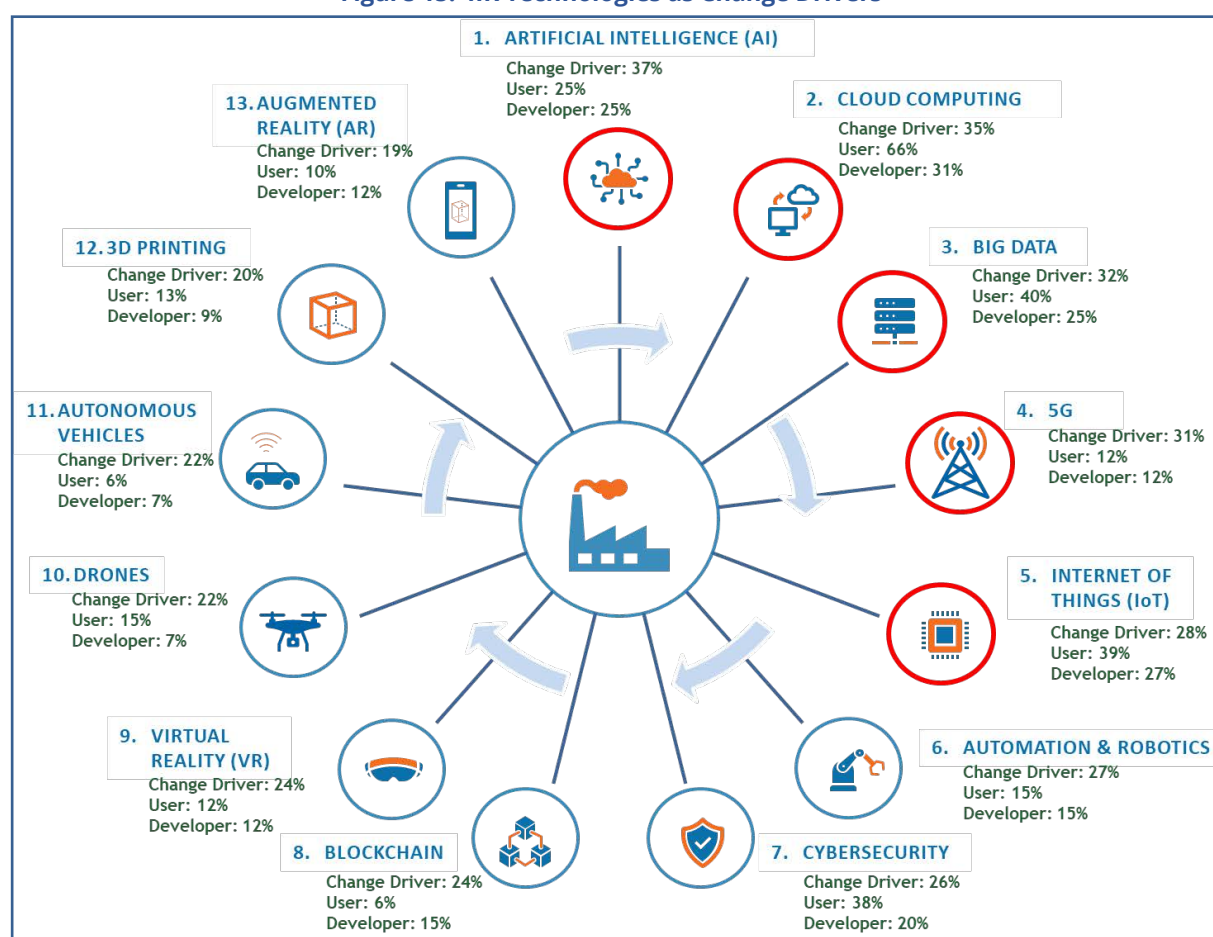 1. ARTIFICIAL INTELLIGENCE (AI)
Change Driver: 37%
User: 25%
Developer: 25%
2. CLOUD COMPUTING
Change Driver: 35%
User: 66%
Developer: 31%
3. BIG DATA
Change Driver: 32%
User: 40%
Developer: 25%
4. 5G
Change Driver: 31%
User: 12%
Developer: 12%
5. INTERNET OF
THINGS (IoT)
Change Driver: 28%
User: 39%
Developer: 27%
6. AUTOMATION & ROBOTICS
Change Driver: 27%
User: 15%
Developer: 15%
7. CYBERSECURITY
Change Driver: 26%
User: 38%
Developer: 20%
8. BLOCKCHAIN
Change Driver: 24%
User: 6%
Developer: 15%
9. VIRTUAL
REALITY (VR)
Change Driver: 24%
User: 12%
Developer: 12%
10. DRONES
Change Driver: 22%
User: 15%
Developer: 7%
11. AUTONOMOUS
VEHICLES
Change Driver: 22%
User: 6%
Developer: 7%
12. 3D PRINTING
Change Driver: 20%
User: 13%
Developer: 9%
13. AUGMENTED
REALITY (AR)
Change Driver: 19%
User: 10%
Developer: 12%